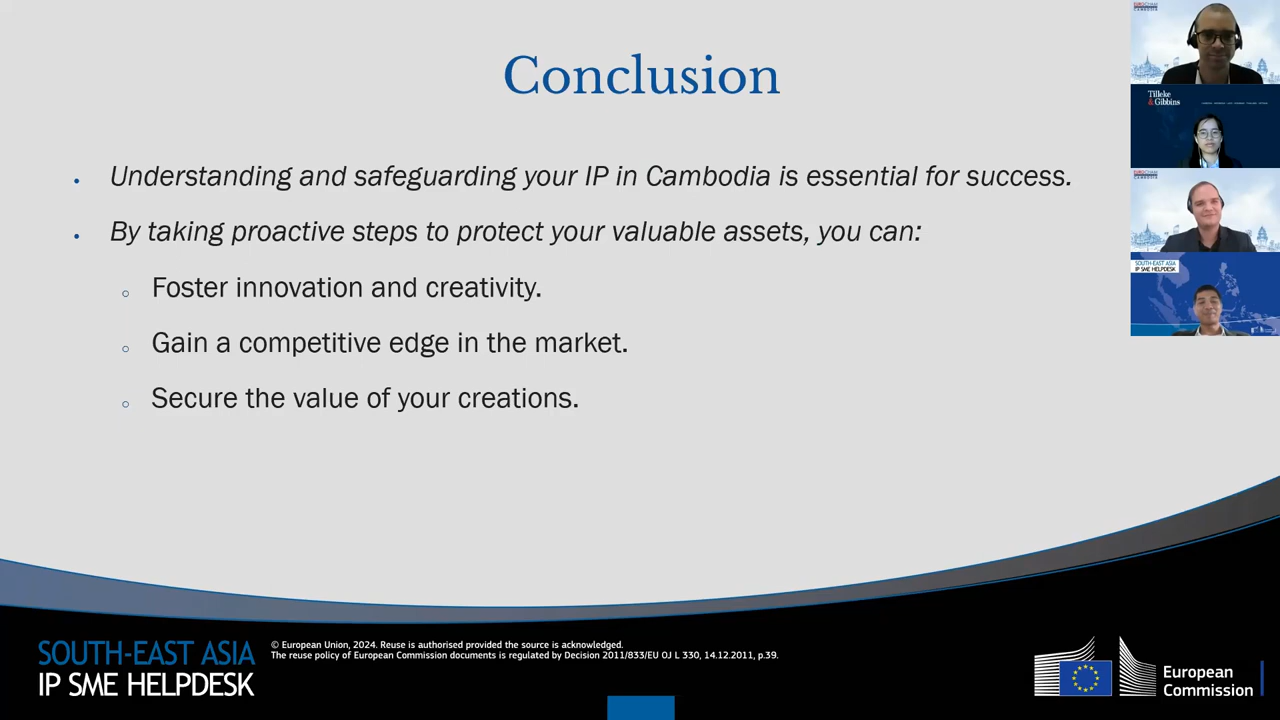 Conclusion
Understanding and safeguarding your IP in Cambodia is essential for success.
By taking proactive steps to protect your valuable assets, you can:
Foster innovation and creativity.
Gain a competitive edge in the market.
Secure the value of your creations.
Tilleke
& Gibbins
SOUTH-EAST ASIA
IP SME HELPDESK
SOUTH-EAST ASIA
IP SME HELPDESK
© European Union, 2024. Reuse is authorised provided the source is acknowledged.
The reuse policy of European Commission documents is regulated by Decision 2011/833/EU OJ L 330, 14.12.2011, p.39.
European
Commission